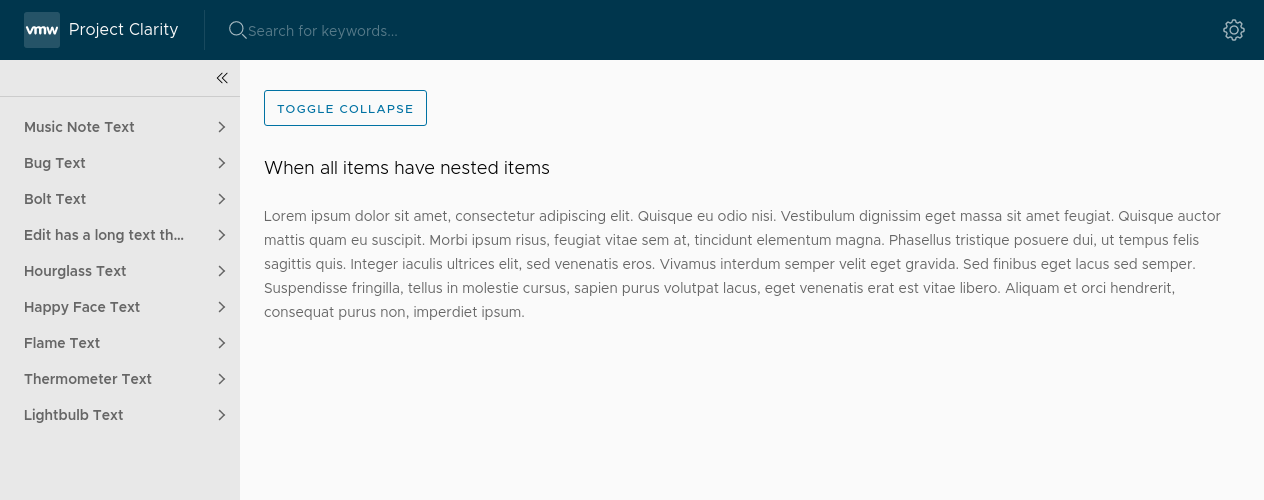 vmw Project Clarity Search for keywords...
TOGGLE COLLAPSE
Music Note Text
Bug Text
Bolt Text
Edit has a long text th...
Hourglass Text
Happy Face Text
Flame Text
Thermometer Text
Lightbulb Text
When all items have nested items
Lorem ipsum dolor sit amet, consectetur adipiscing elit. Quisque eu odio nisi. Vestibulum dignissim eget massa sit amet feugiat. Quisque auctor
mattis quam eu suscipit. Morbi ipsum risus, feugiat vitae sem at, tincidunt elementum magna. Phasellus tristique posuere dui, ut tempus felis
sagittis quis. Integer iaculis ultrices elit, sed venenatis eros. Vivamus interdum semper velit eget gravida. Sed finibus eget lacus sed semper.
Suspendisse fringilla, tellus in molestie cursus, sapien purus volutpat lacus, eget venenatis erat est vitae libero. Aliquam et orci hendrerit,
consequat purus non, imperdiet ipsum.